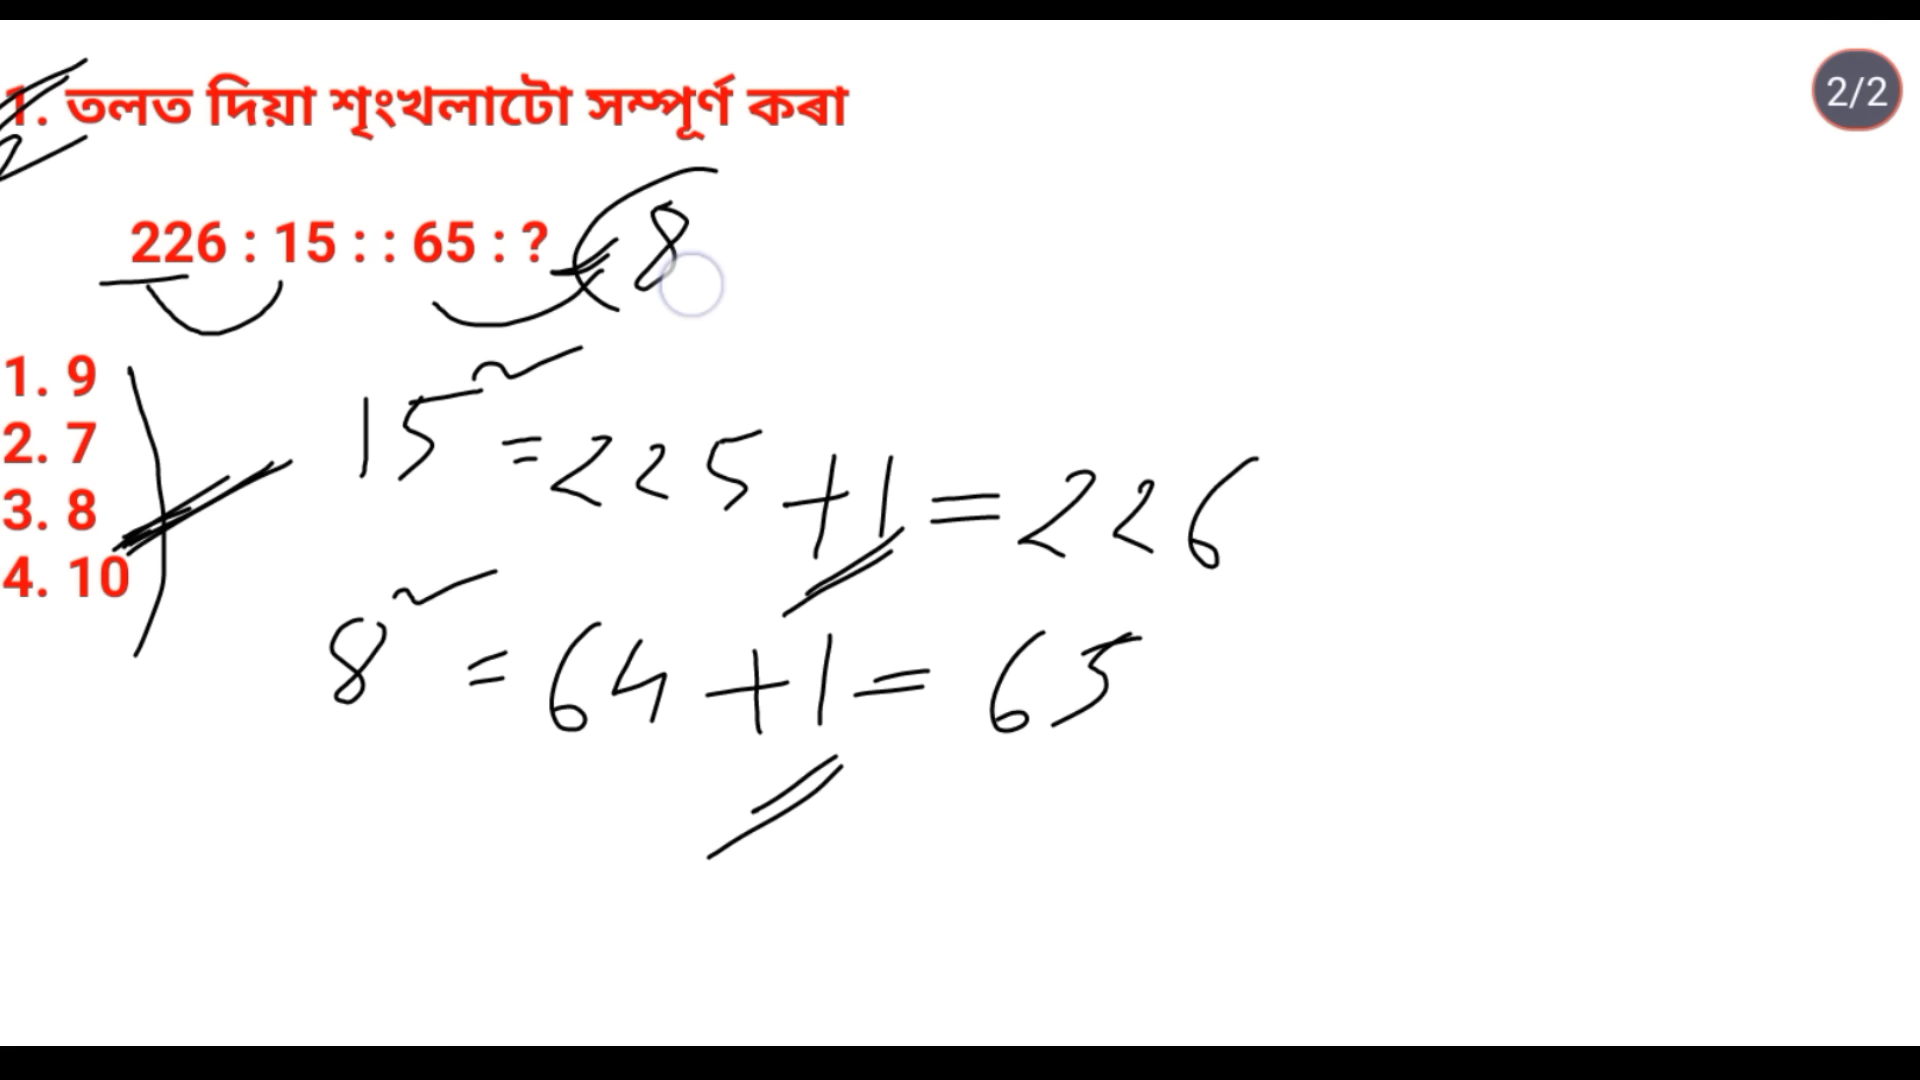 2/2
1. তলত দিয়া শৃংখলাটো সম্পূৰ্ণ কৰা
226 : 15 : : 65 : ? 8
1. 9
2. 7
3. 8
4. 10
15² = 225 + 1 = 226
8² = 64 + 1 = 65